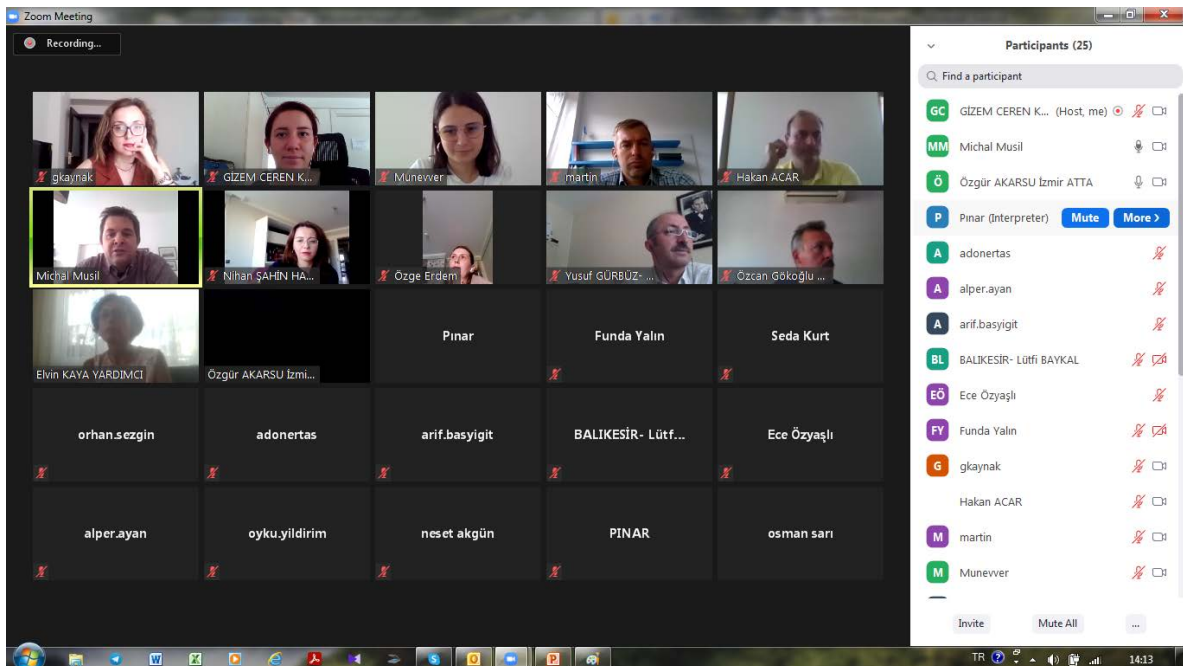 Zoom Meeting
Recording...
gkaynak
GİZEM CEREN K...
Munevver
martin
Hakan ACAR
Michal Musil
Nihan ŞAHİN HA...
Özge Erdem
Yusuf GÜRBÜZ- ...
Özcan Gökoğlu ...
Elvin KAYA YARDIMCI
Özgür AKARSU İzmi...
Pınar
Funda Yalın
Seda Kurt
orhan.sezgin
adonertas
arif.basyigit
BALIKESİR- Lütf...
Ece Özyaşlı
alper.ayan
oyku.yildirim
neset akgün
PINAR
osman sarı
Participants (25)
Find a participant
GC GİZEM CEREN K... (Host, me)
MM Michal Musil
Ö Özgür AKARSU İzmir ATTA
P Pınar (Interpreter) Mute More >
A adonertas
A alper.ayan
A arif.basyigit
BL BALIKESİR- Lütfi BAYKAL
EÖ Ece Özyaşlı
FY Funda Yalın
G gkaynak
Hakan ACAR
M martin
M Munevver
Invite Mute All ...
TR 14:13